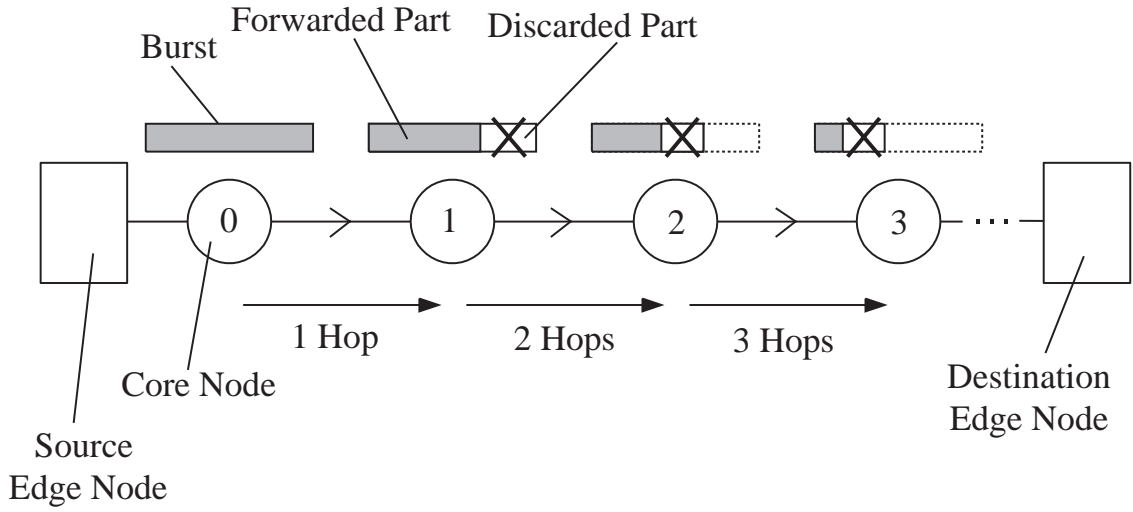 Forwarded Part
Discarded Part
Burst
0
1
2
3
...
1 Hop
2 Hops
3 Hops
Core Node
Destination
Edge Node
Source
Edge Node